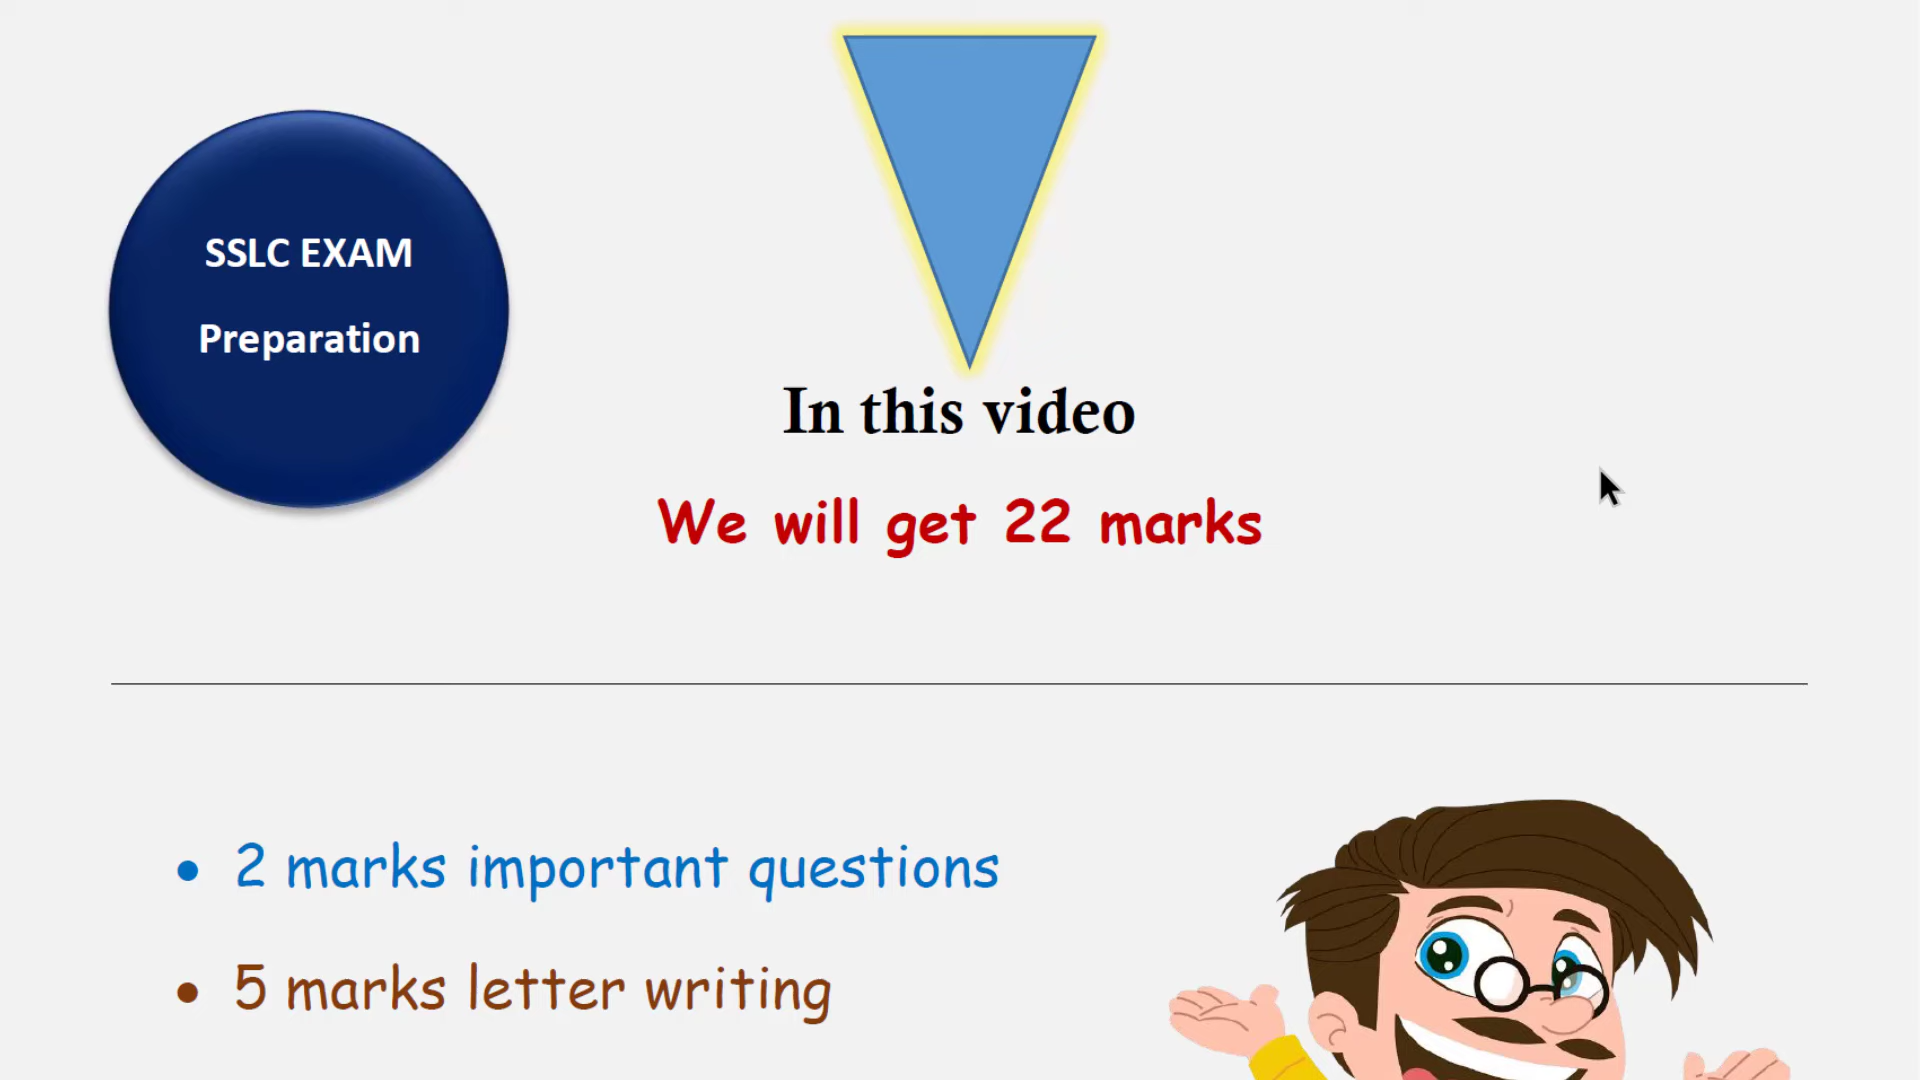 SSLC EXAM
Preparation
In this video
We will get 22 marks
• 2 marks important questions
• 5 marks letter writing